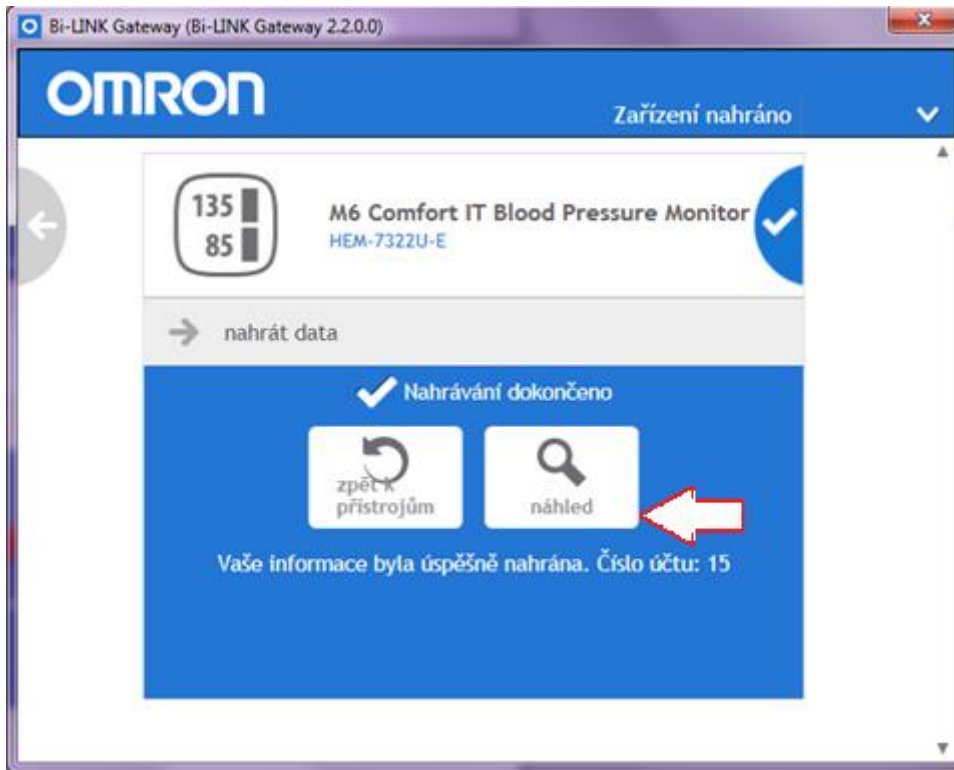 Bi-LINK Gateway (Bi-LINK Gateway 2.2.0.0)
OMRON
Zařízení nahráno
135
85
M6 Comfort IT Blood Pressure Monitor
HEM-7322U-E
nahrát data
Nahrávání dokončeno
zpět k
přístrojům
náhled
Vaše informace byla úspěšně nahrána. Číslo účtu: 15